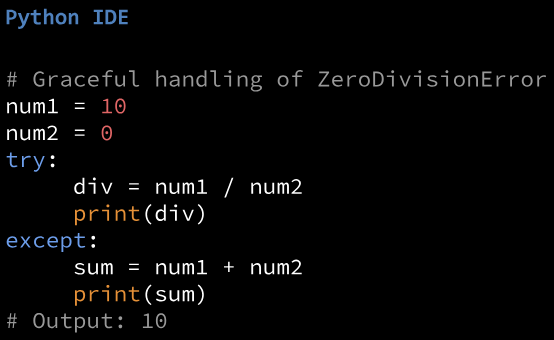 Python IDE
# Graceful handling of ZeroDivisionError
num1 = 10
num2 = 0
try:
     div = num1 / num2
     print(div)
except:
     sum = num1 + num2
     print(sum)
# Output: 10